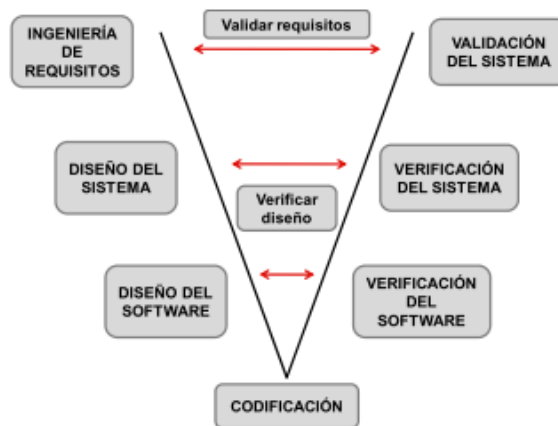 INGENIERÍA
DE
REQUISITOS
Validar requisitos
VALIDACIÓN
DEL SISTEMA
DISEÑO DEL
SISTEMA
Verificar
diseño
VERIFICACIÓN
DEL SISTEMA
DISEÑO DEL
SOFTWARE
VERIFICACIÓN
DEL
SOFTWARE
CODIFICACIÓN